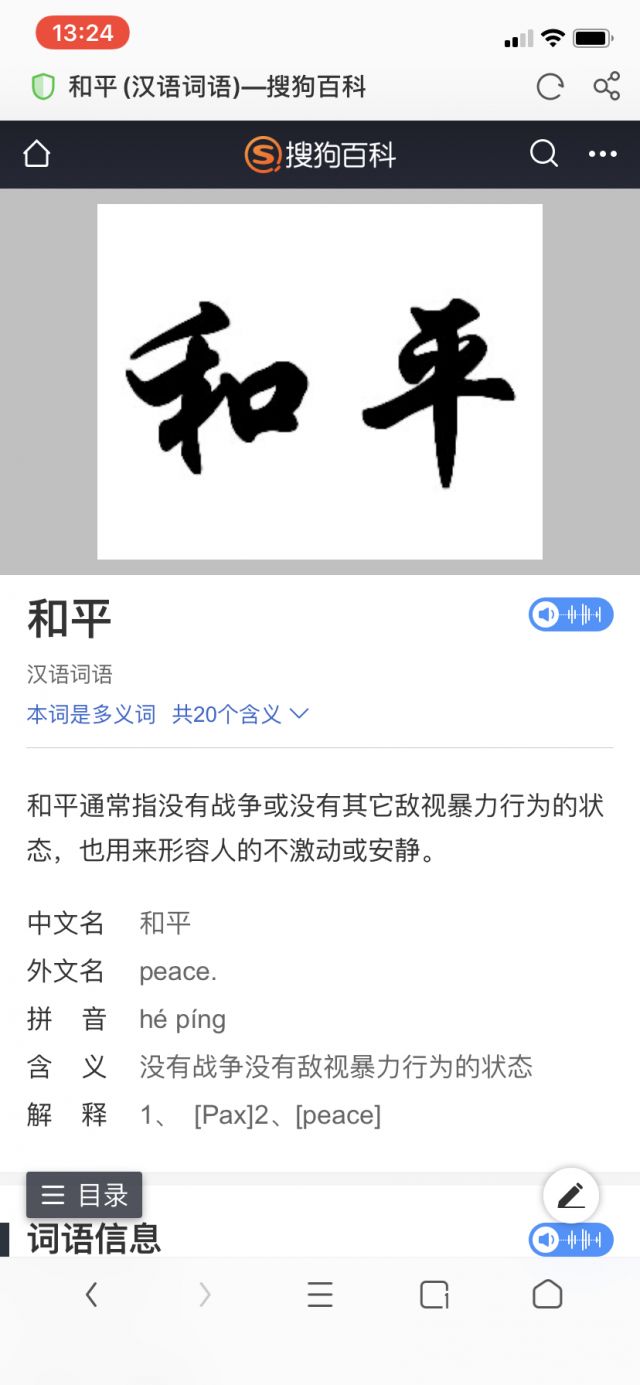 13:24
和平 (汉语词语)—搜狗百科
搜狗百科
和平
和平
汉语词语
本词是多义词 共20个含义
和平通常指没有战争或没有其它敌视暴力行为的状
态，也用来形容人的不激动或安静。
中文名 和平
外文名 peace.
拼 音 hé píng
含 义 没有战争没有敌视暴力行为的状态
解 释 1、 [Pax]2、[peace]
目录
词语信息
1